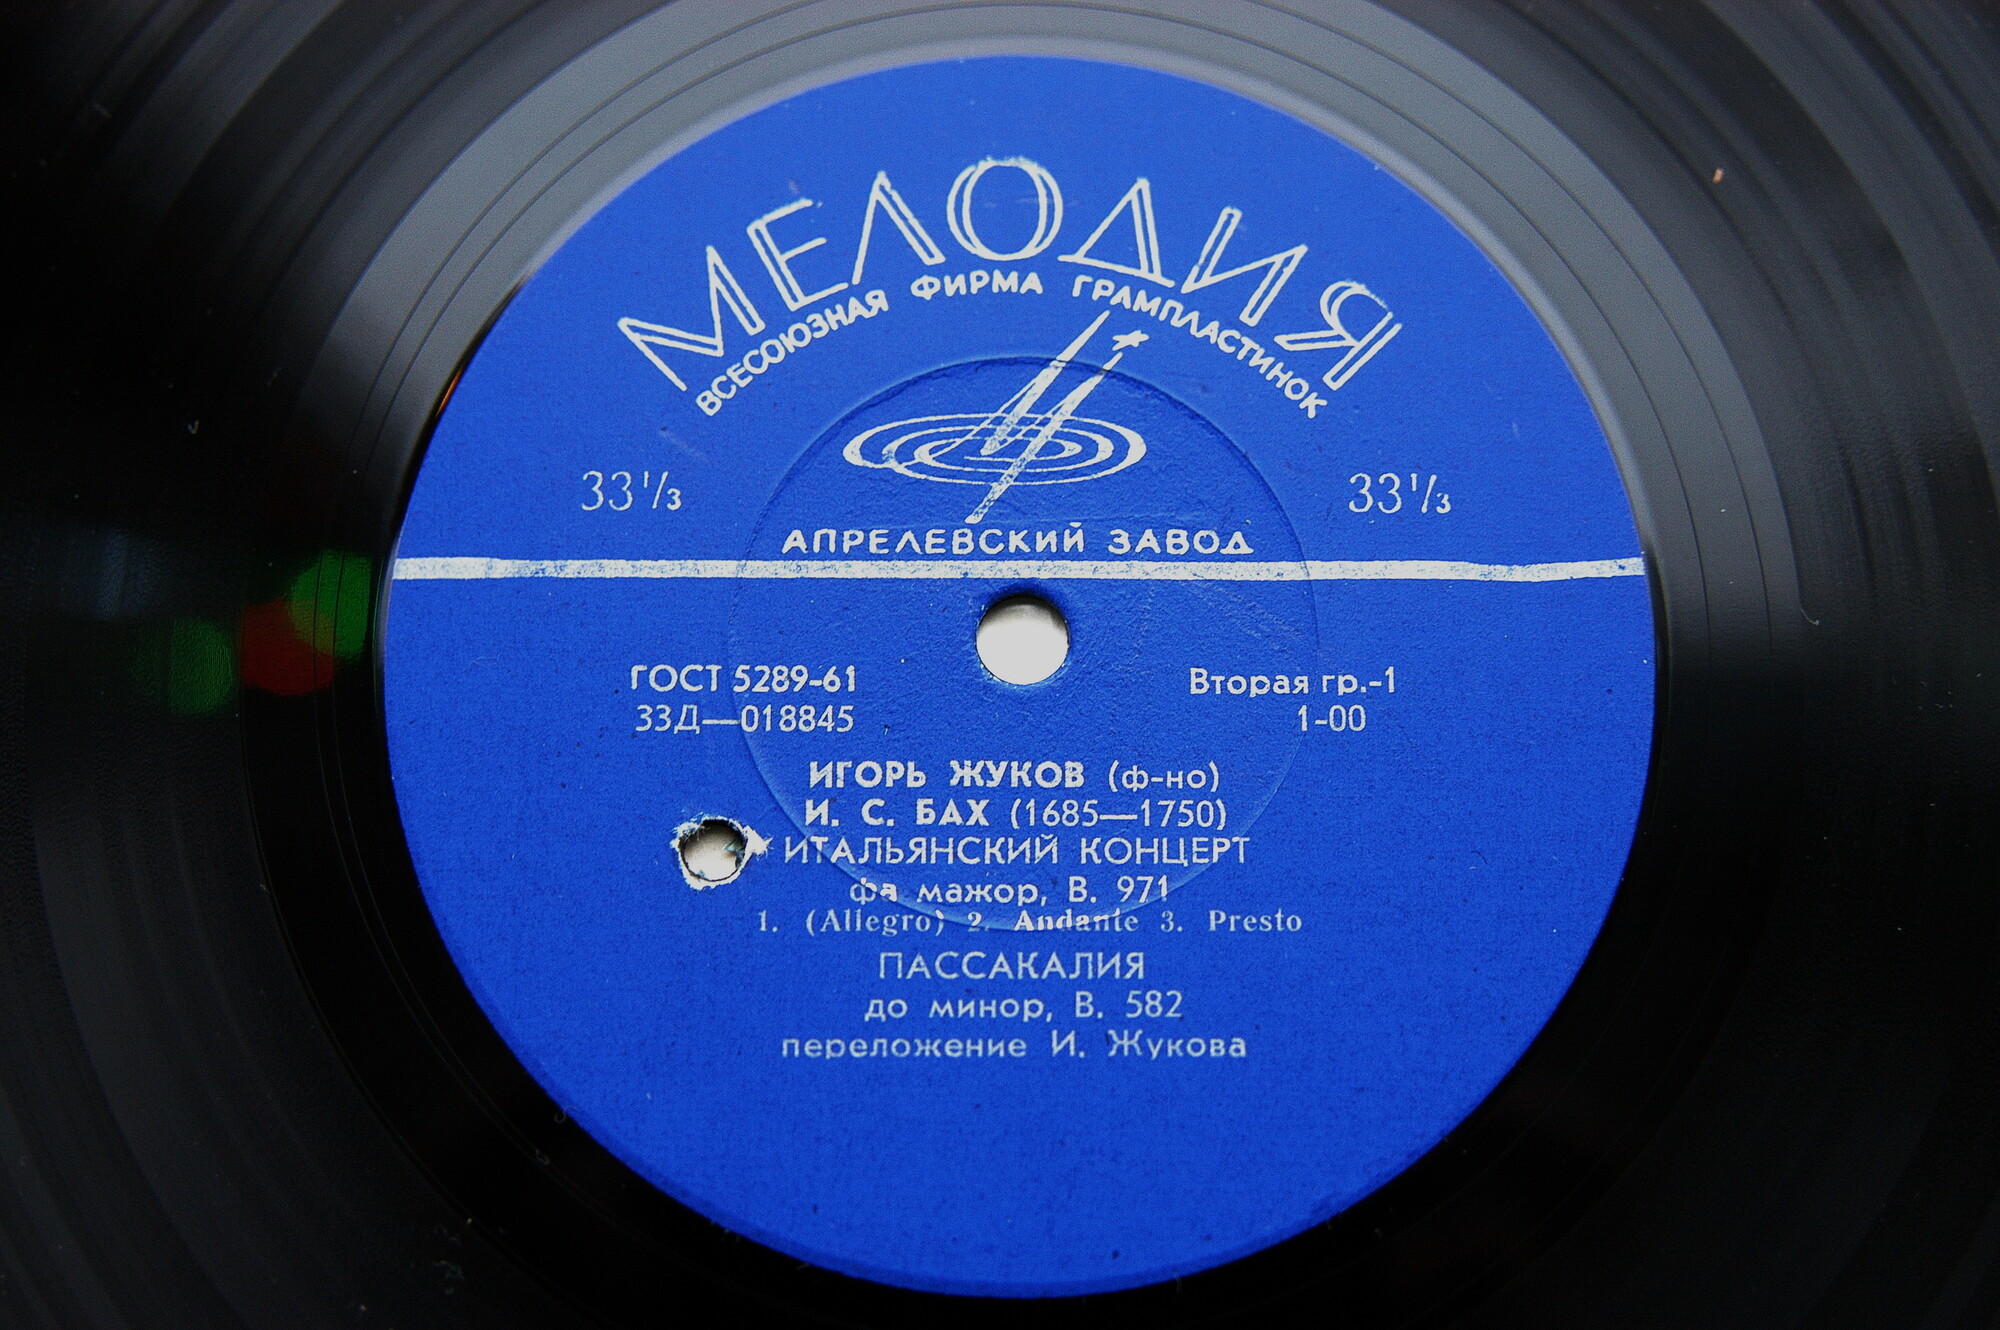 МЕЛОДИЯ
ВСЕСОЮЗНАЯ ФИРМА ГРАМПЛАСТИНОК
33⅓ 33⅓
АПРЕЛЕВСКИЙ ЗАВОД
ГОСТ 5289-61 Вторая гр.-1
33Д—018845 1-00
ИГОРЬ ЖУКОВ (ф-но)
И. С. БАХ (1685—1750)
ИТАЛЬЯНСКИЙ КОНЦЕРТ
фа мажор, В. 971
1. (Allegro) 2. Andante 3. Presto
ПАССАКАЛИЯ
до минор, В. 582
переложение И. Жукова